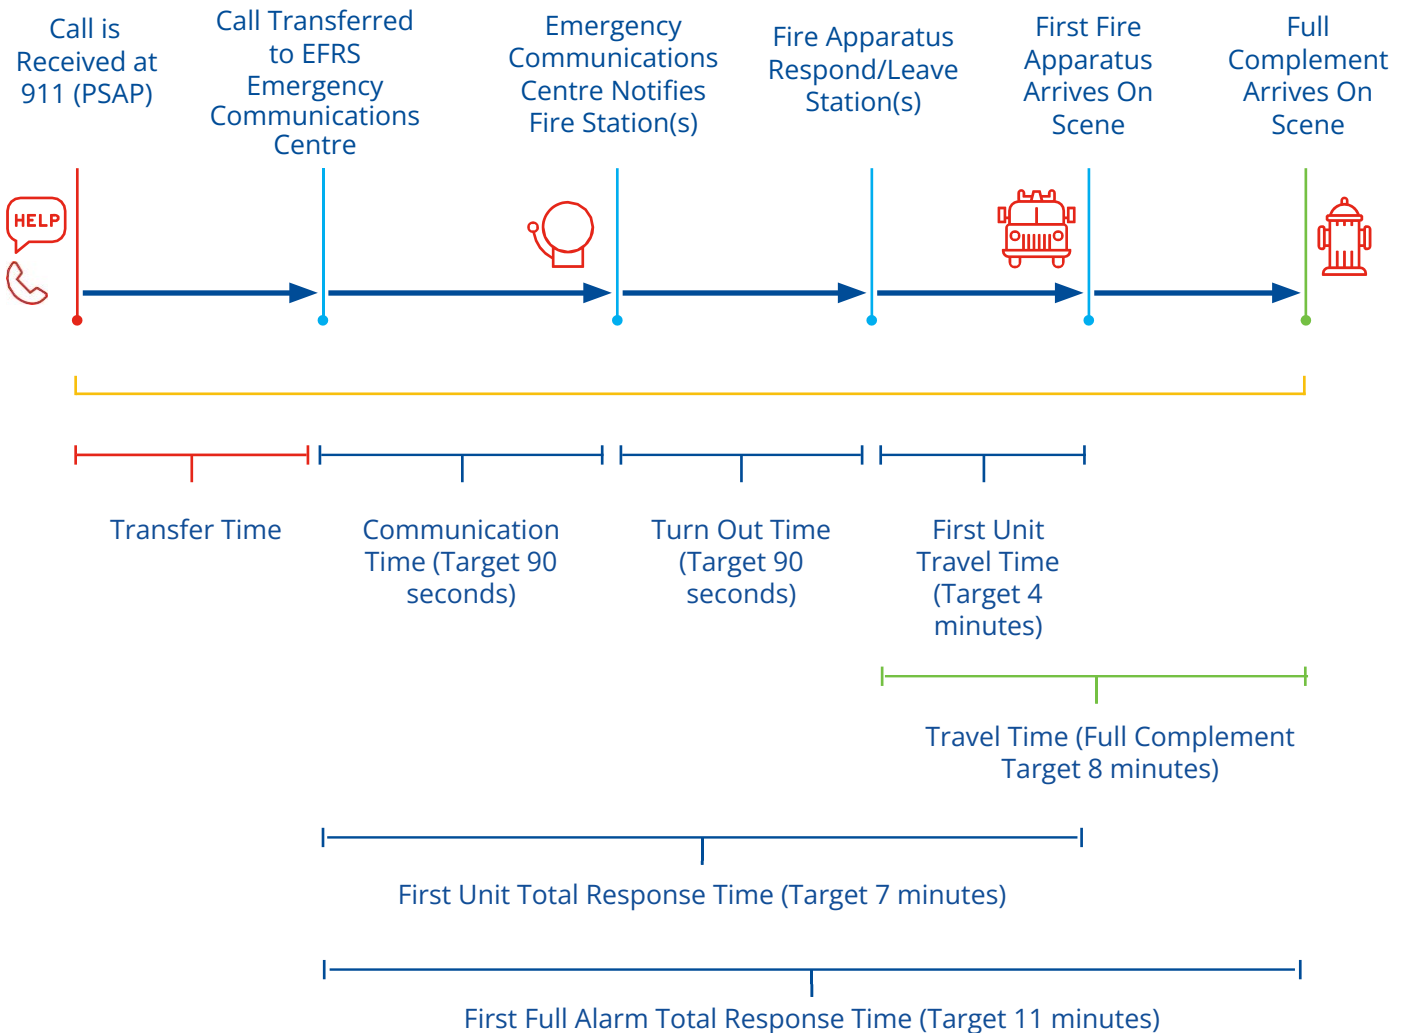 Call is
Received at
911 (PSAP)
Call Transferred
to EFRS
Emergency
Communications
Centre
Emergency
Communications
Centre Notifies
Fire Station(s)
Fire Apparatus
Respond/Leave
Station(s)
First Fire
Apparatus
Arrives On
Scene
Full
Complement
Arrives On
Scene
HELP
Transfer Time
Communication
Time (Target 90
seconds)
Turn Out Time
(Target 90
seconds)
First Unit
Travel Time
(Target 4
minutes)
Travel Time (Full Complement
Target 8 minutes)
First Unit Total Response Time (Target 7 minutes)
First Full Alarm Total Response Time (Target 11 minutes)